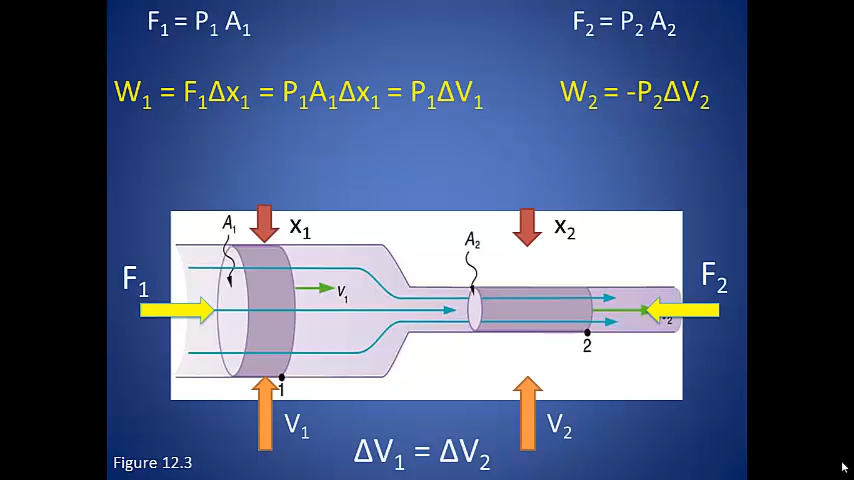 F₁ = P₁ A₁
F₂ = P₂ A₂
W₁ = F₁Δx₁ = P₁A₁Δx₁ = P₁ΔV₁
W₂ = -P₂ΔV₂
A₁
x₁
A₂
x₂
F₁
v₁
F₂
2
1
V₁
V₂
ΔV₁ = ΔV₂
Figure 12.3